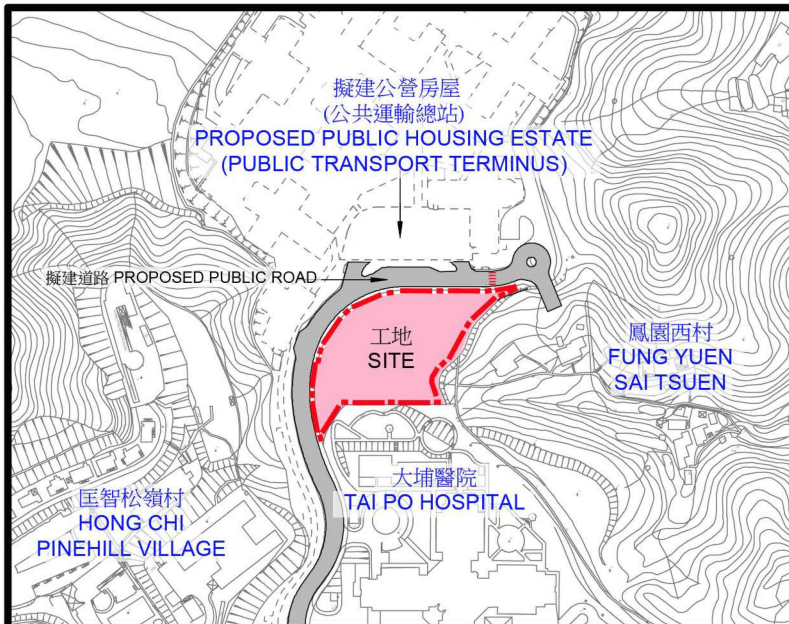 擬建公營房屋
(公共運輸總站)
PROPOSED PUBLIC HOUSING ESTATE
(PUBLIC TRANSPORT TERMINUS)
擬建道路 PROPOSED PUBLIC ROAD
工地
SITE
鳳園西村
FUNG YUEN
SAI TSUEN
大埔醫院
TAI PO HOSPITAL
匡智松嶺村
HONG CHI
PINEHILL VILLAGE